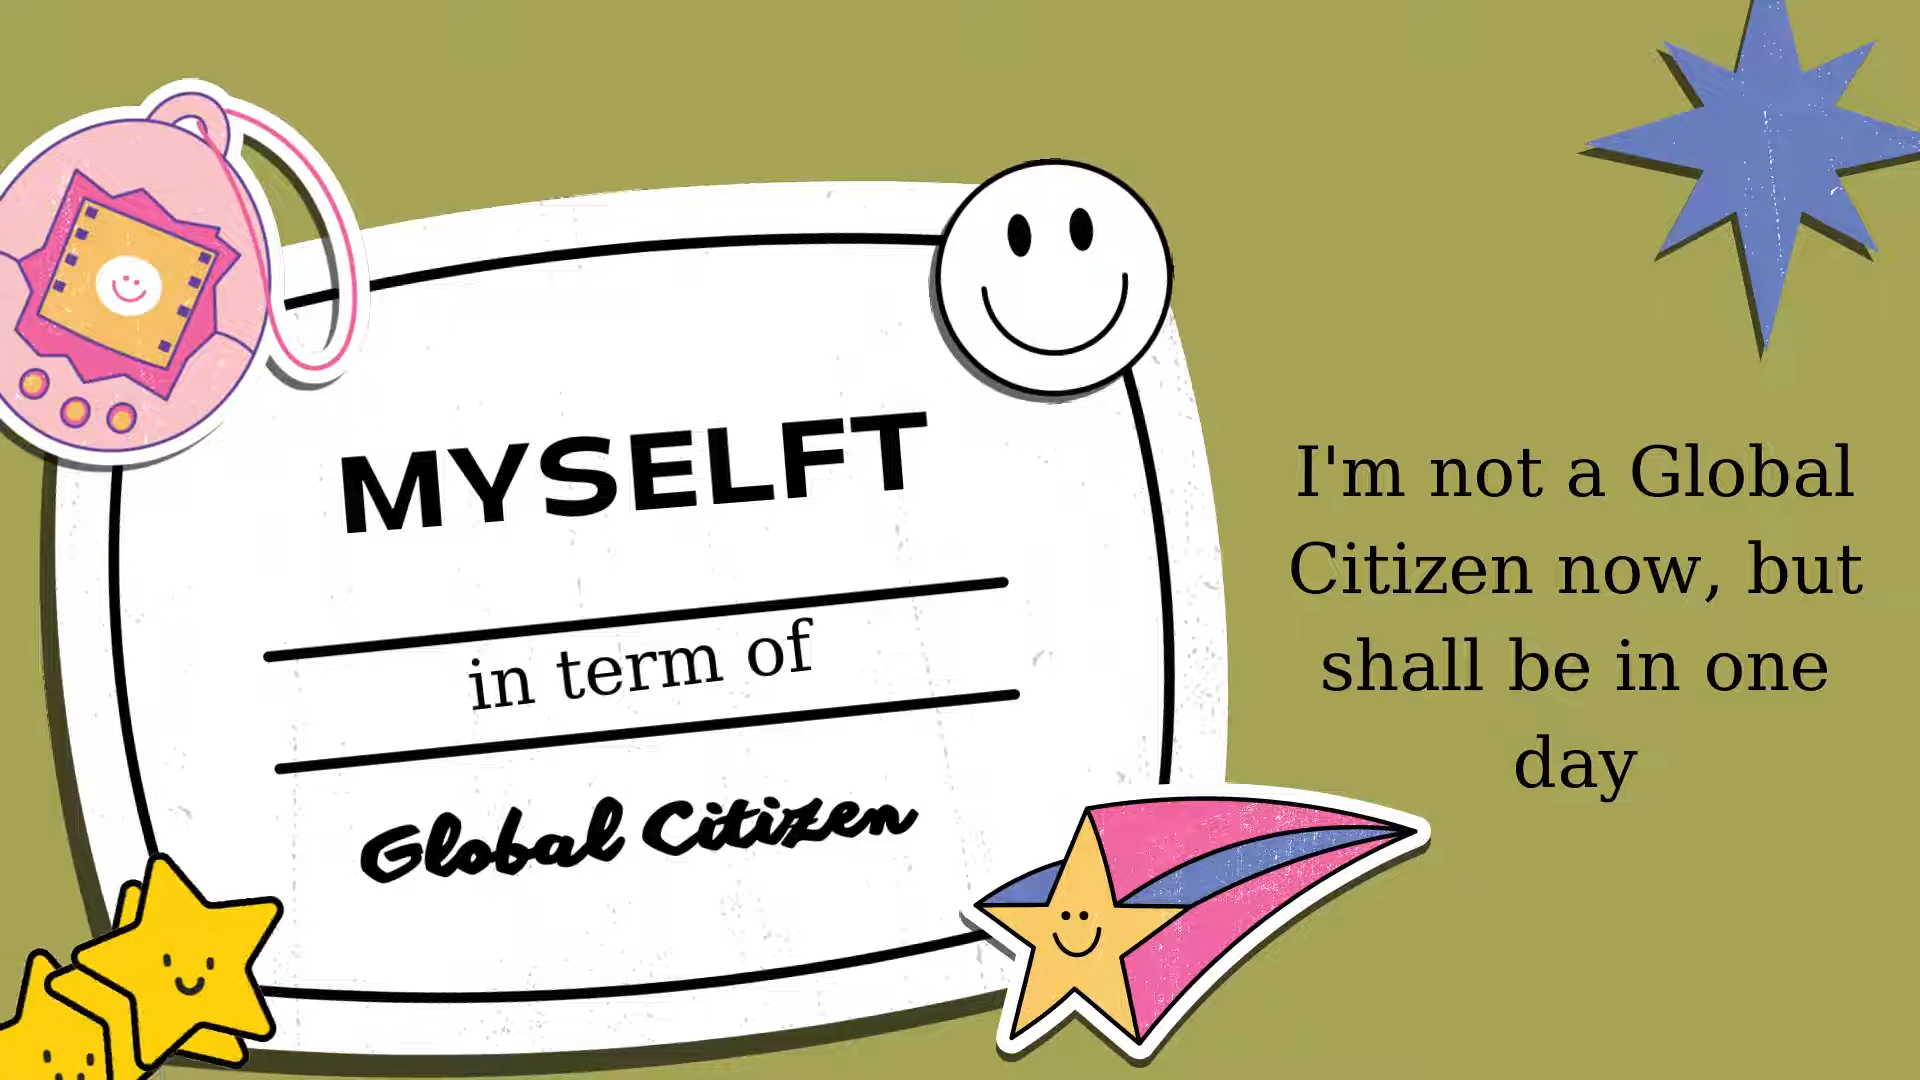 MYSELFT
in term of
Global Citizen
I'm not a Global
Citizen now, but
shall be in one
day